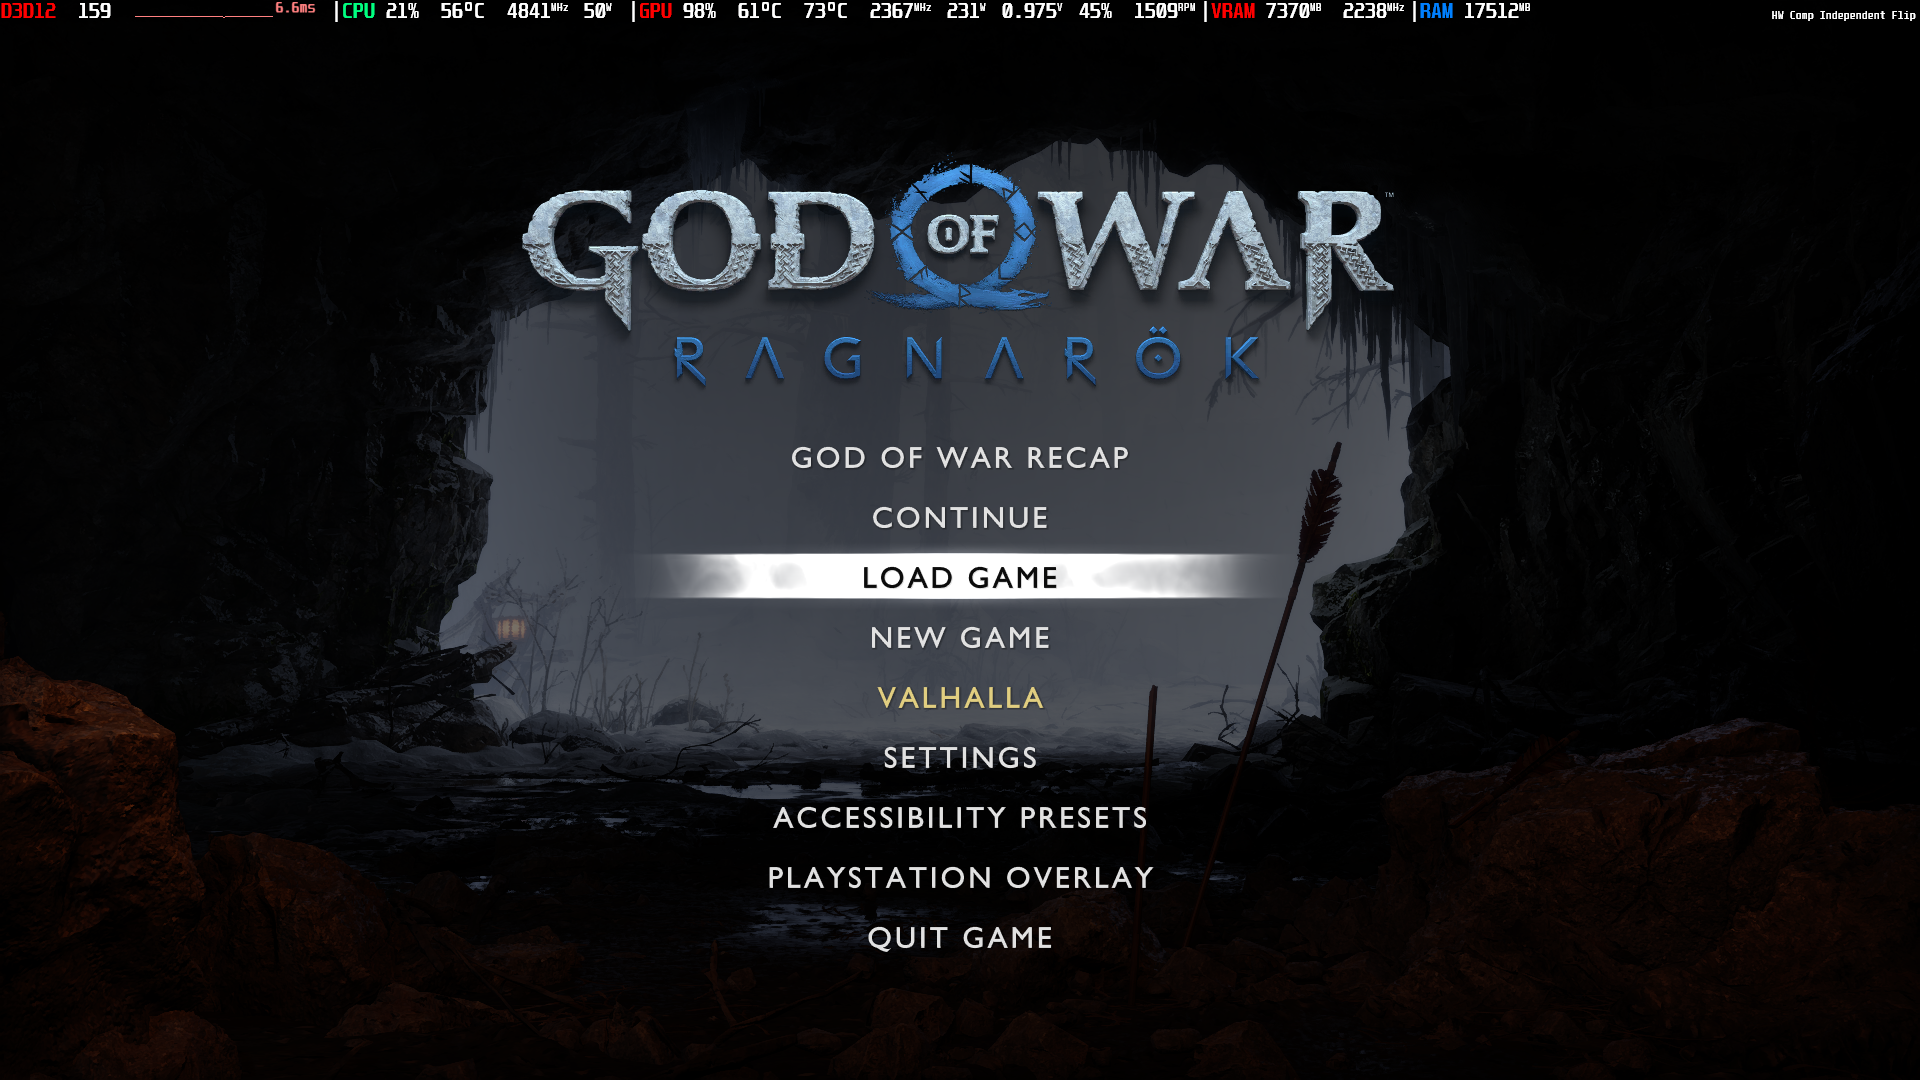 D3D12 159 6.6ms |CPU 21% 56°C 4841MHz 50W |GPU 98% 61°C 73°C 2367MHz 231W 0.975V 45% 1509RPM |VRAM 7370MB 2238MHz |RAM 17512MB HW Comp Independent Flip
GOD OF WAR™
RAGNARÖK
GOD OF WAR RECAP
CONTINUE
LOAD GAME
NEW GAME
VALHALLA
SETTINGS
ACCESSIBILITY PRESETS
PLAYSTATION OVERLAY
QUIT GAME